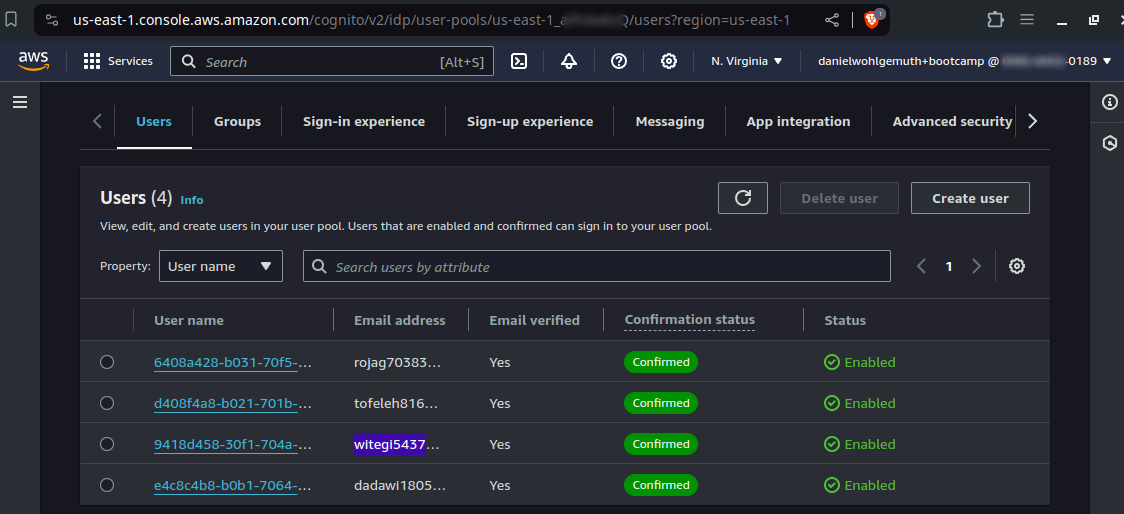 us-east-1.console.aws.amazon.com/cognito/v2/idp/user-pools/us-east-1_ Q/users?region=us-east-1
1
aws Services Search [Alt+S] N. Virginia danielwohlgemuth+bootcamp @ -0189
Users Groups Sign-in experience Sign-up experience Messaging App integration Advanced security
Users (4) Info Delete user Create user
View, edit, and create users in your user pool. Users that are enabled and confirmed can sign in to your user pool.
Property: User name Search users by attribute 1
User name Email address Email verified Confirmation status Status
6408a428-b031-70f5-... rojag70383... Yes Confirmed Enabled
d408f4a8-b021-701b-... tofeleh816... Yes Confirmed Enabled
9418d458-30f1-704a-... witegi5437... Yes Confirmed Enabled
e4c8c4b8-b0b1-7064-... dadawi1805... Yes Confirmed Enabled